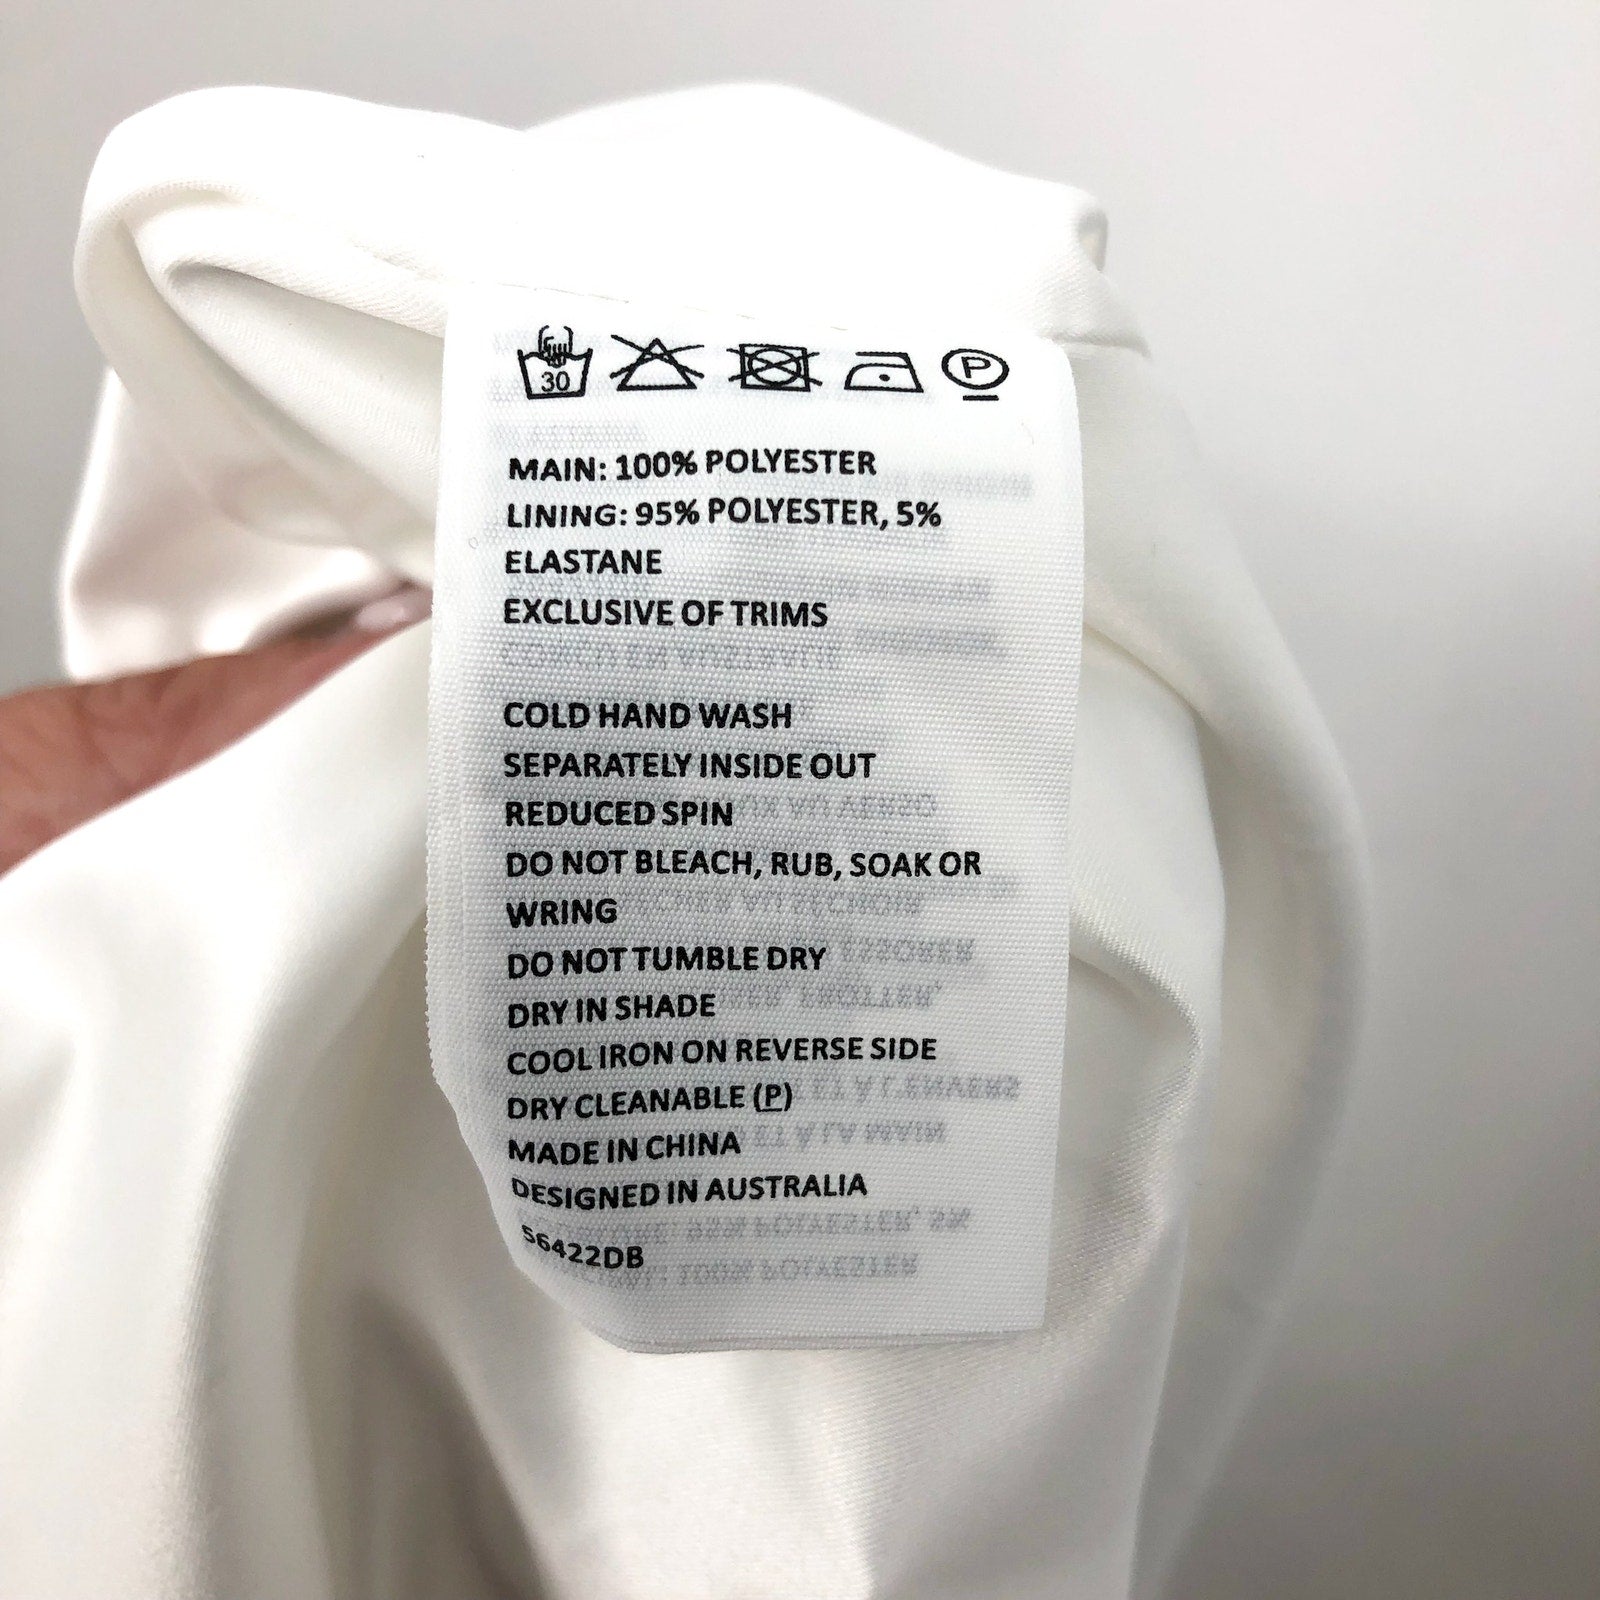 30 P
MAIN: 100% POLYESTER
LINING: 95% POLYESTER, 5%
ELASTANE
EXCLUSIVE OF TRIMS
COLD HAND WASH
SEPARATELY INSIDE OUT
REDUCED SPIN
DO NOT BLEACH, RUB, SOAK OR
WRING
DO NOT TUMBLE DRY
DRY IN SHADE
COOL IRON ON REVERSE SIDE
DRY CLEANABLE (P)
MADE IN CHINA
DESIGNED IN AUSTRALIA
S6422DB